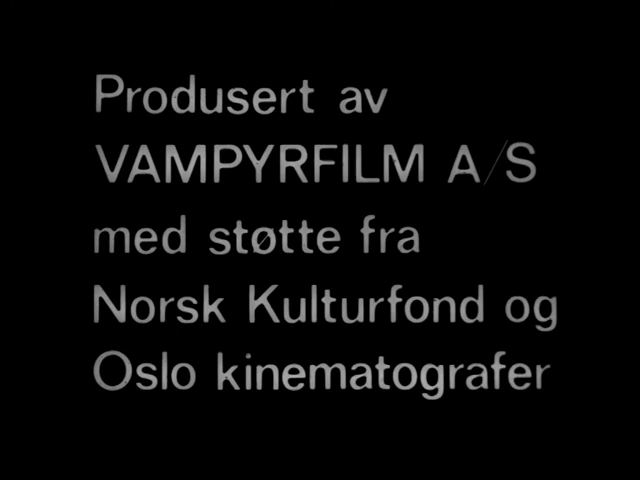 Produsert av
VAMPYRFILM A/S
med støtte fra
Norsk Kulturfond og
Oslo kinematografer